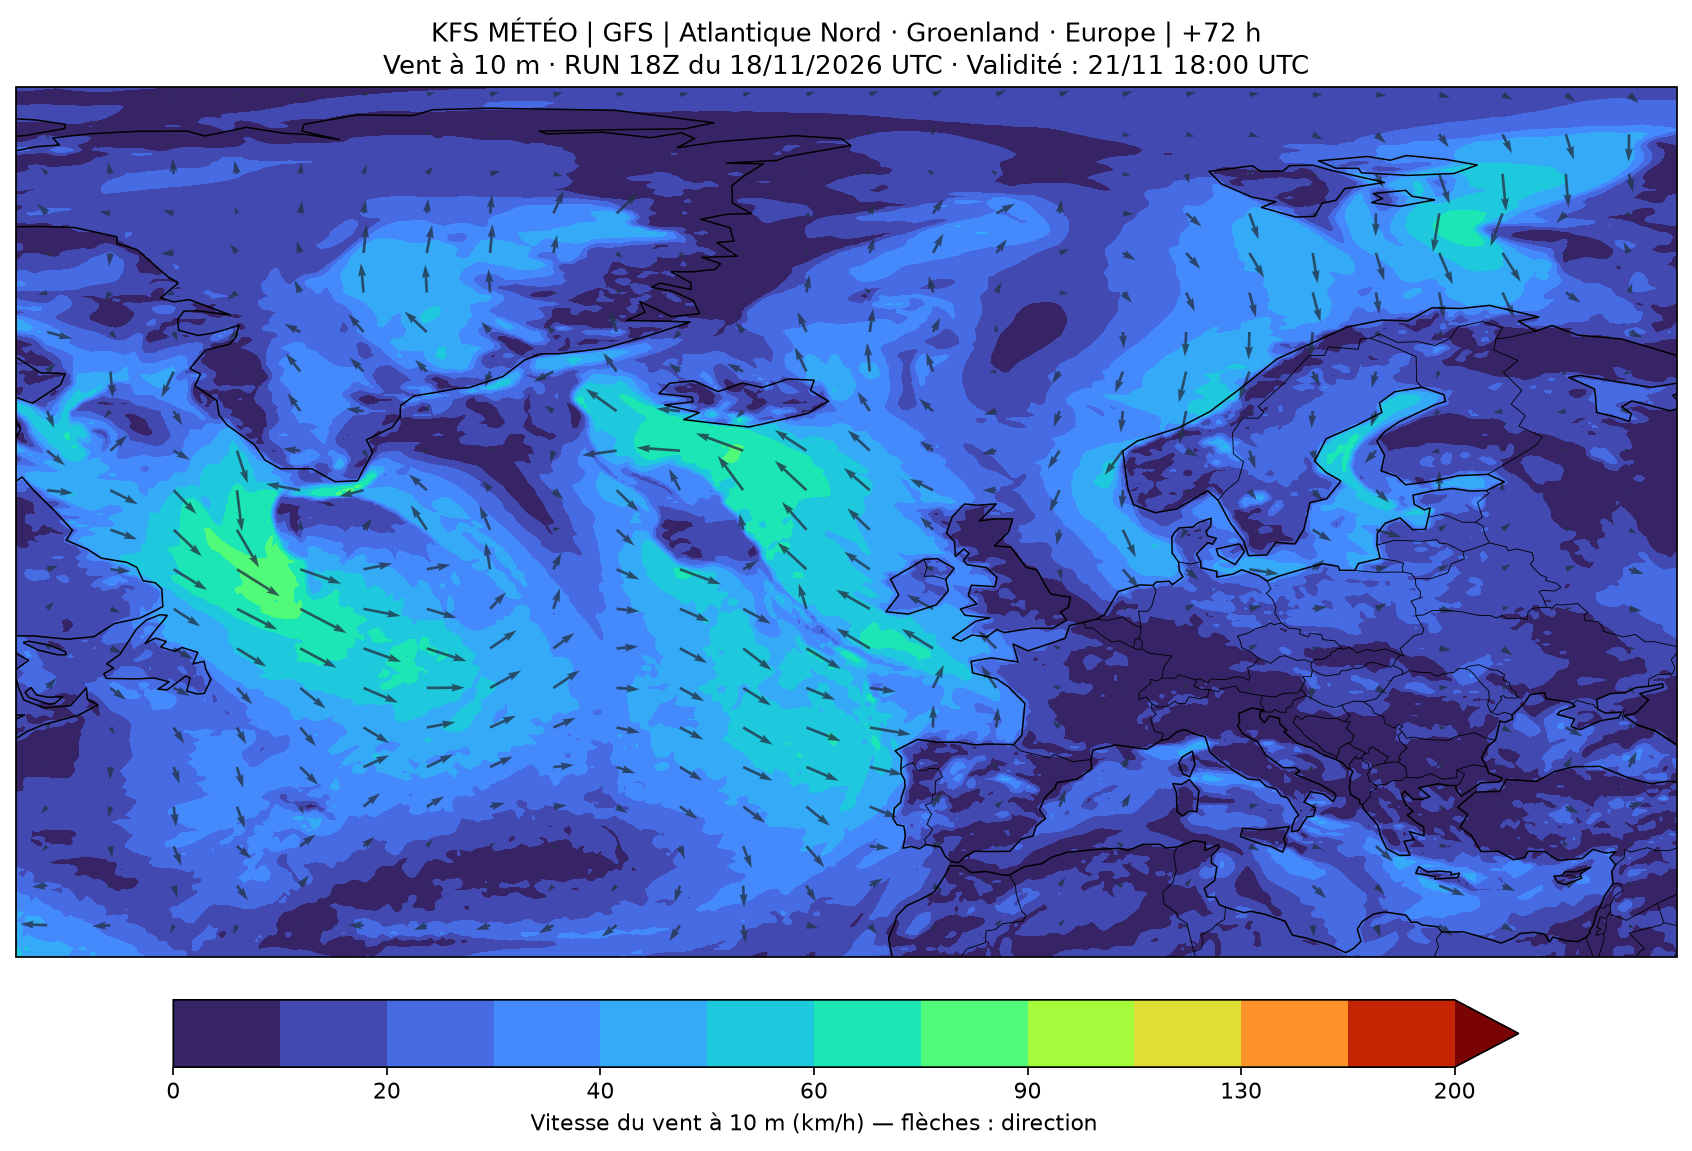 KFS MÉTÉO | GFS | Atlantique Nord · Groenland · Europe | +72 h
Vent à 10 m · RUN 18Z du 18/11/2026 UTC · Validité : 21/11 18:00 UTC
0 20 40 60 90 130 200
Vitesse du vent à 10 m (km/h) — flèches : direction